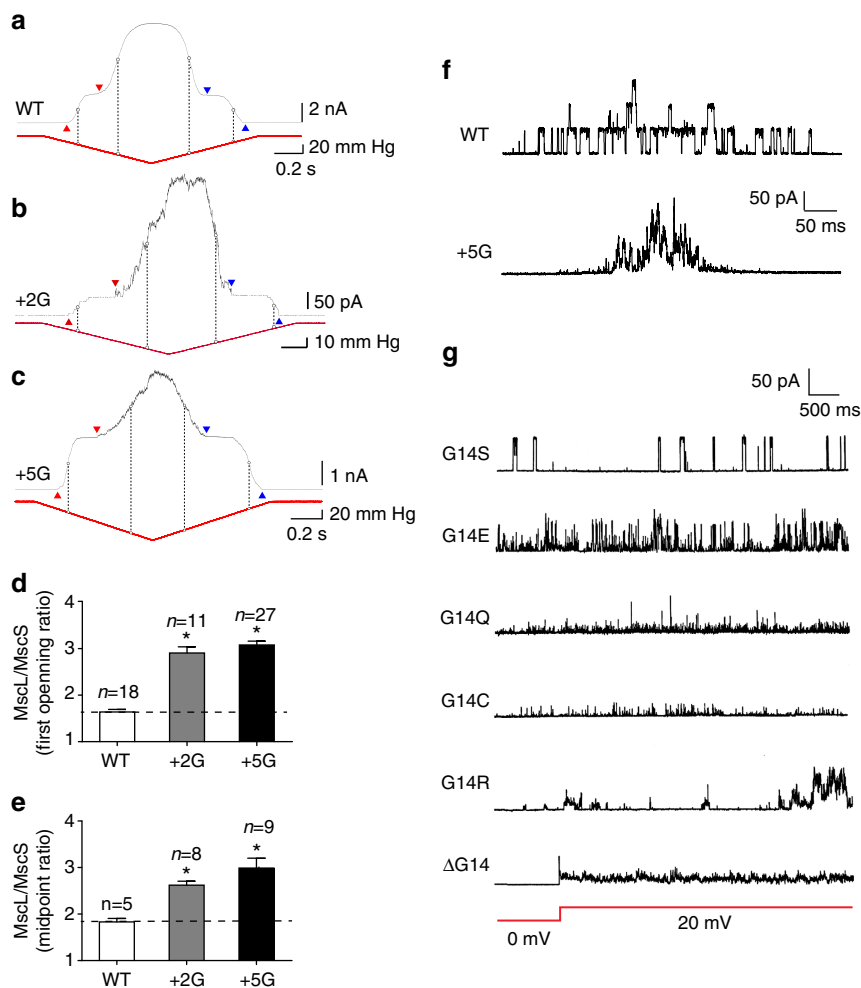 a
WT
2 nA
20 mm Hg
0.2 s
b
+2G
50 pA
10 mm Hg
c
+5G
1 nA
20 mm Hg
0.2 s
d
MscL/MscS
(first openning ratio)
4
3
2
1
n=18
n=11
*
n=27
*
WT
+2G
+5G
e
MscL/MscS
(midpoint ratio)
4
3
2
1
n=5
n=8
*
n=9
*
WT
+2G
+5G
f
WT
50 pA
50 ms
+5G
g
50 pA
500 ms
G14S
G14E
G14Q
G14C
G14R
ΔG14
0 mV
20 mV